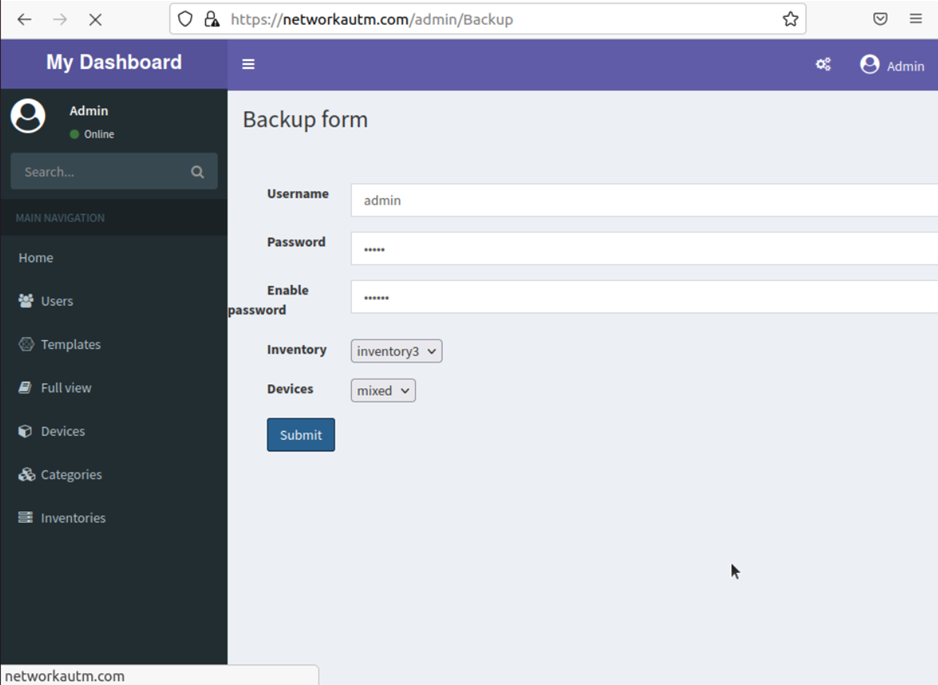 https://networkautm.com/admin/Backup
My Dashboard
Admin
Admin
Online
Search...
MAIN NAVIGATION
Home
Users
Templates
Full view
Devices
Categories
Inventories
Backup form
Username
admin
Password
•••••
Enable
password
••••••
Inventory
inventory3
Devices
mixed
Submit
networkautm.com